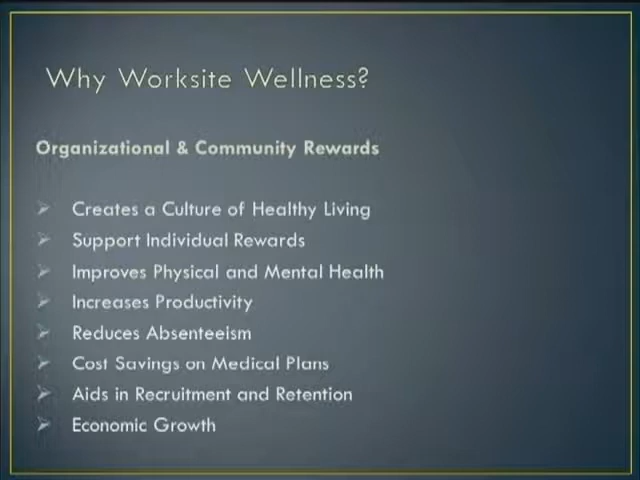 Why Worksite Wellness?
Organizational & Community Rewards
Creates a Culture of Healthy Living
Support Individual Rewards
Improves Physical and Mental Health
Increases Productivity
Reduces Absenteeism
Cost Savings on Medical Plans
Aids in Recruitment and Retention
Economic Growth